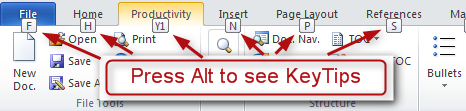 File Home Productivity Insert Page Layout References
F H Y1 N P S
Open Print Doc. Nav. TOC
Press Alt to see KeyTips
New Doc. Save Bullets
Save TOC
File Tools Structure